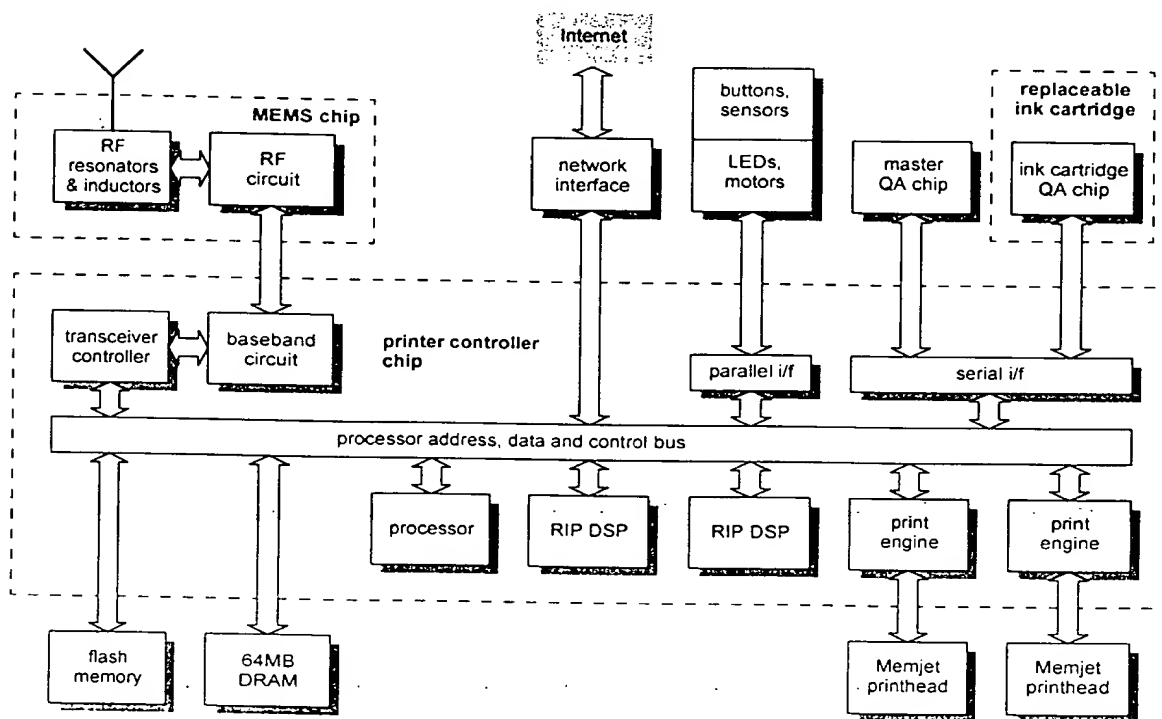 Internet
MEMS chip
RF
resonators
& inductors
RF
circuit
network
interface
buttons,
sensors
LEDs,
motors
master
QA chip
replaceable
ink cartridge
ink cartridge
QA chip
transceiver
controller
baseband
circuit
printer controller
chip
parallel i/f
serial i/f
processor address, data and control bus
processor
RIP DSP
RIP DSP
print
engine
print
engine
flash
memory
64MB
DRAM
Memjet
printhead
Memjet
printhead